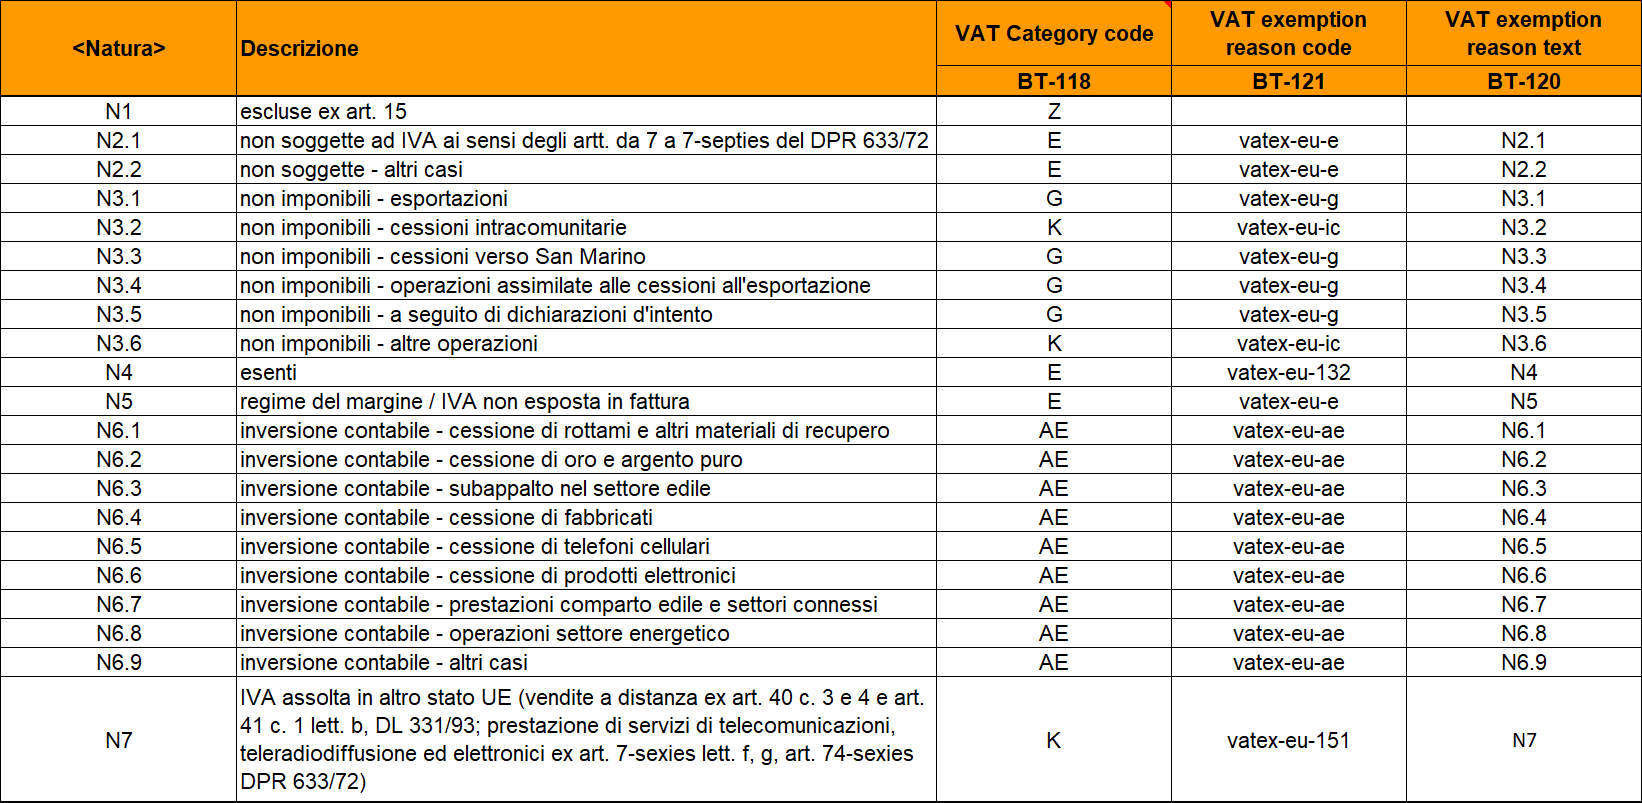 <Natura> Descrizione VAT Category code VAT exemption reason code VAT exemption reason text
BT-118 BT-121 BT-120
N1 escluse ex art. 15 Z
N2.1 non soggette ad IVA ai sensi degli artt. da 7 a 7-septies del DPR 633/72 E vatex-eu-e N2.1
N2.2 non soggette - altri casi E vatex-eu-e N2.2
N3.1 non imponibili - esportazioni G vatex-eu-g N3.1
N3.2 non imponibili - cessioni intracomunitarie K vatex-eu-ic N3.2
N3.3 non imponibili - cessioni verso San Marino G vatex-eu-g N3.3
N3.4 non imponibili - operazioni assimilate alle cessioni all'esportazione G vatex-eu-g N3.4
N3.5 non imponibili - a seguito di dichiarazioni d'intento G vatex-eu-g N3.5
N3.6 non imponibili - altre operazioni K vatex-eu-ic N3.6
N4 esenti E vatex-eu-132 N4
N5 regime del margine / IVA non esposta in fattura E vatex-eu-e N5
N6.1 inversione contabile - cessione di rottami e altri materiali di recupero AE vatex-eu-ae N6.1
N6.2 inversione contabile - cessione di oro e argento puro AE vatex-eu-ae N6.2
N6.3 inversione contabile - subappalto nel settore edile AE vatex-eu-ae N6.3
N6.4 inversione contabile - cessione di fabbricati AE vatex-eu-ae N6.4
N6.5 inversione contabile - cessione di telefoni cellulari AE vatex-eu-ae N6.5
N6.6 inversione contabile - cessione di prodotti elettronici AE vatex-eu-ae N6.6
N6.7 inversione contabile - prestazioni comparto edile e settori connessi AE vatex-eu-ae N6.7
N6.8 inversione contabile - operazioni settore energetico AE vatex-eu-ae N6.8
N6.9 inversione contabile - altri casi AE vatex-eu-ae N6.9
N7 IVA assolta in altro stato UE (vendite a distanza ex art. 40 c. 3 e 4 e art.
41 c. 1 lett. b, DL 331/93; prestazione di servizi di telecomunicazioni,
teleradiodiffusione ed elettronici ex art. 7-sexies lett. f, g, art. 74-sexies
DPR 633/72) K vatex-eu-151 N7